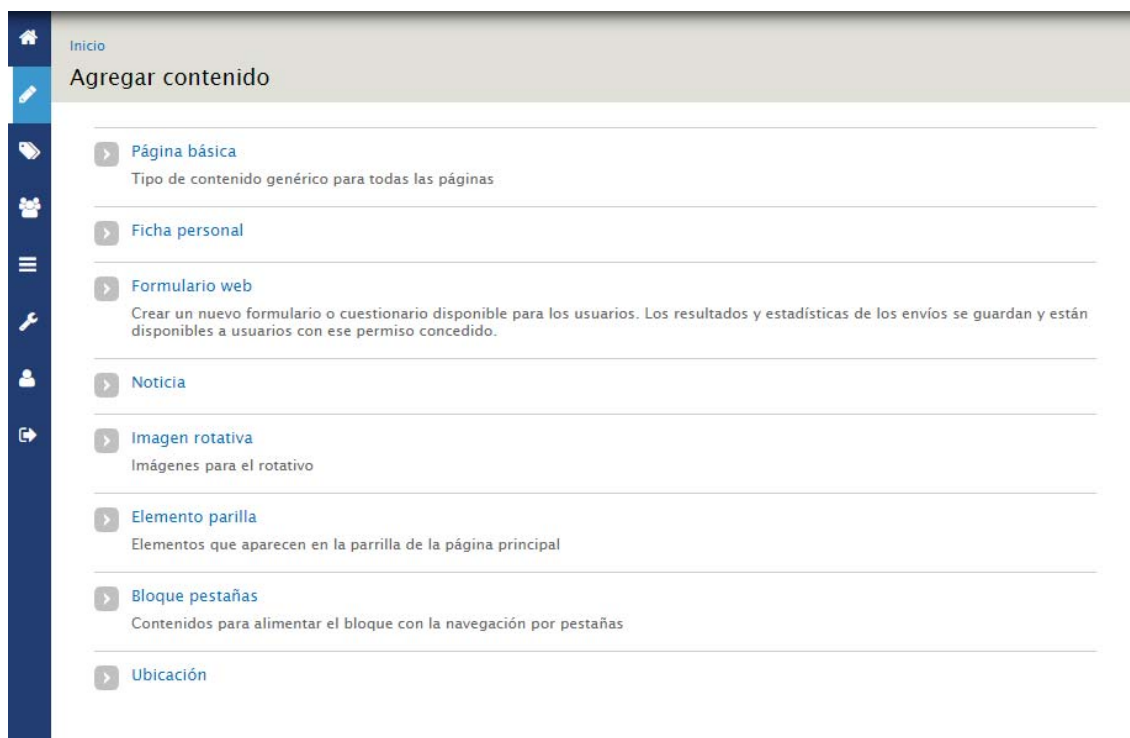 Inicio
Agregar contenido
Página básica
Tipo de contenido genérico para todas las páginas
Ficha personal
Formulario web
Crear un nuevo formulario o cuestionario disponible para los usuarios. Los resultados y estadísticas de los envíos se guardan y están
disponibles a usuarios con ese permiso concedido.
Noticia
Imagen rotativa
Imágenes para el rotativo
Elemento parilla
Elementos que aparecen en la parrilla de la página principal
Bloque pestañas
Contenidos para alimentar el bloque con la navegación por pestañas
Ubicación